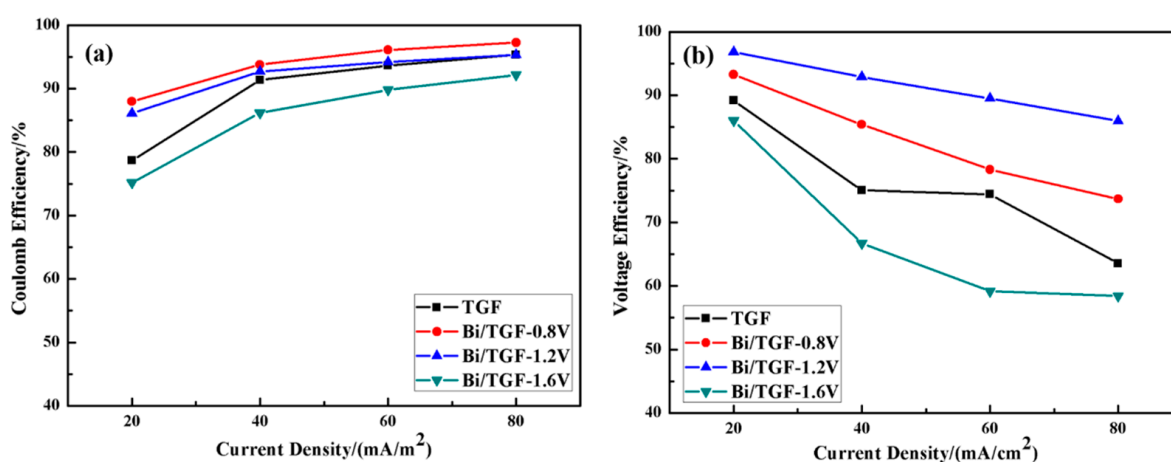 (a)
Coulomb Efficiency/%
100
90
80
70
60
50
40
20
40
60
80
Current Density/(mA/m²)
TGF
Bi/TGF-0.8V
Bi/TGF-1.2V
Bi/TGF-1.6V
(b)
Voltage Efficiency/%
100
90
80
70
60
50
40
20
40
60
80
Current Density/(mA/cm²)
TGF
Bi/TGF-0.8V
Bi/TGF-1.2V
Bi/TGF-1.6V